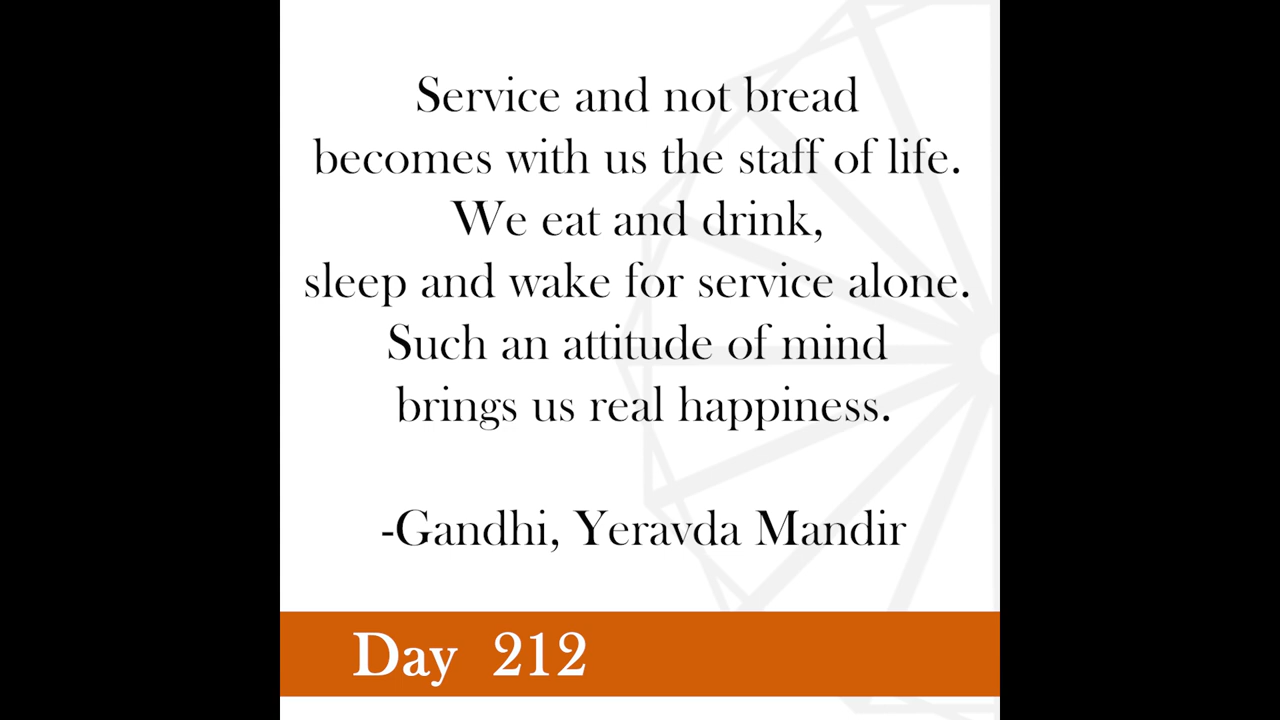 Service and not bread
becomes with us the staff of life.
We eat and drink,
sleep and wake for service alone.
Such an attitude of mind
brings us real happiness.
-Gandhi, Yeravda Mandir
Day 212